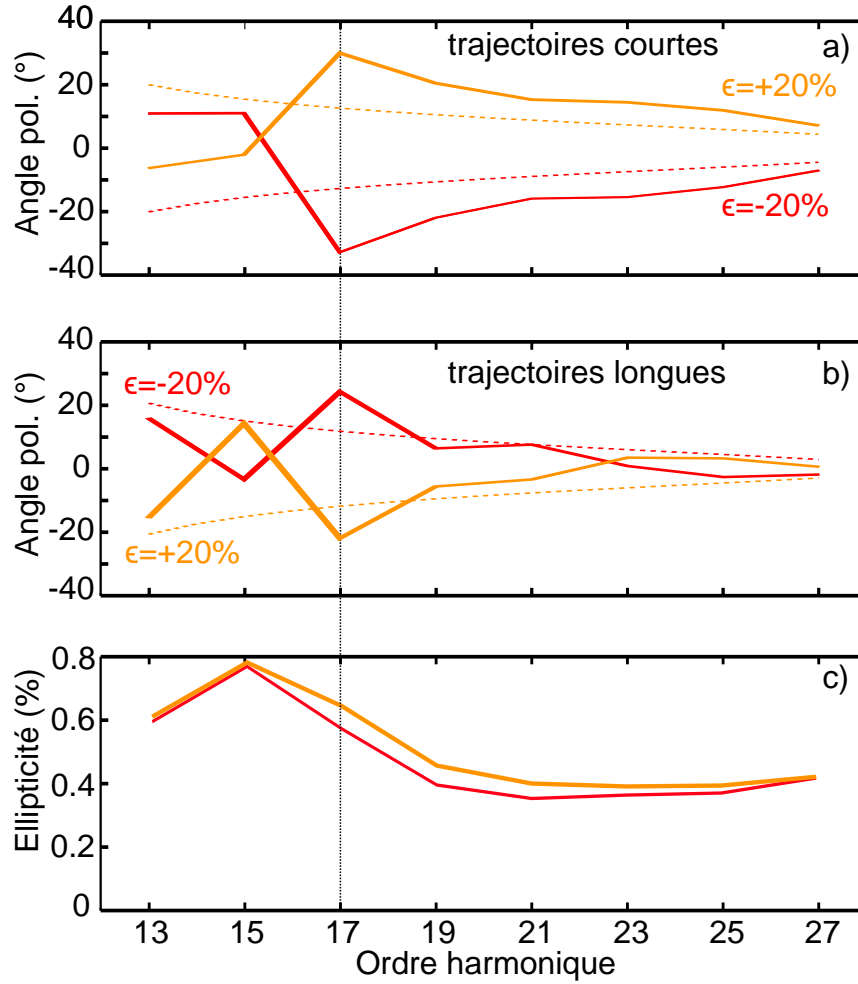 40
20
0
-20
-40
Angle pol. (°)
trajectoires courtes
a)
ϵ=+20%
ϵ=-20%
40
20
0
-20
-40
Angle pol. (°)
trajectoires longues
b)
ϵ=-20%
ϵ=+20%
0.8
0.6
0.4
0.2
0
Ellipticité (%)
c)
13 15 17 19 21 23 25 27
Ordre harmonique